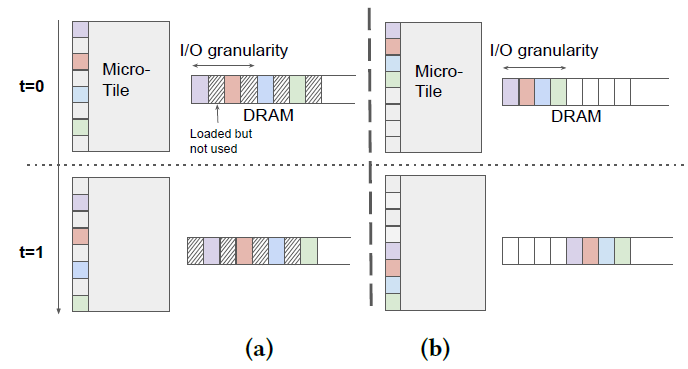 I/O granularity
t=0
Micro-
Tile
DRAM
Loaded but
not used
I/O granularity
Micro-
Tile
DRAM
t=1
(a)
(b)